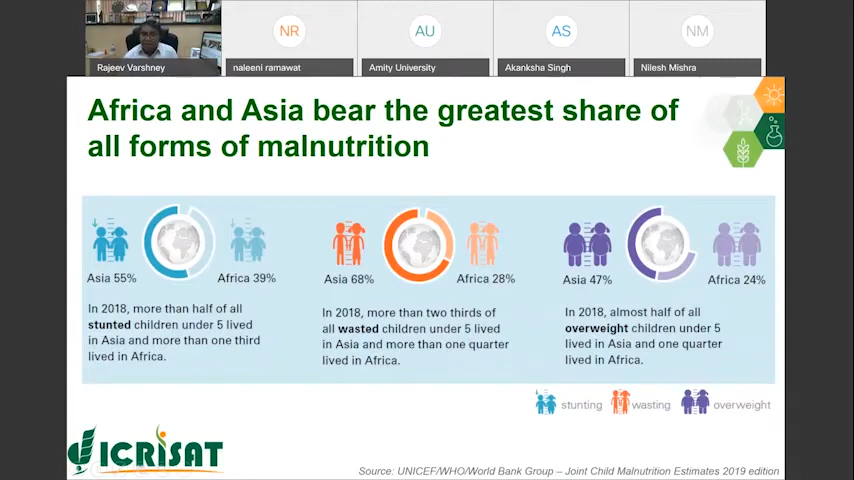 NR
AU
AS
NM
Rajeev Varshney
naleeni ramawat
Amity University
Akanksha Singh
Nilesh Mishra
Africa and Asia bear the greatest share of
all forms of malnutrition
Asia 55%
Africa 39%
In 2018, more than half of all
stunted children under 5 lived
in Asia and more than one third
lived in Africa.
Asia 68%
Africa 28%
In 2018, more than two thirds of
all wasted children under 5 lived
in Asia and more than one quarter
lived in Africa.
Asia 47%
Africa 24%
In 2018, almost half of all
overweight children under 5
lived in Asia and one quarter
lived in Africa.
stunting
wasting
overweight
ICRISAT
Source: UNICEF/WHO/World Bank Group – Joint Child Malnutrition Estimates 2019 edition